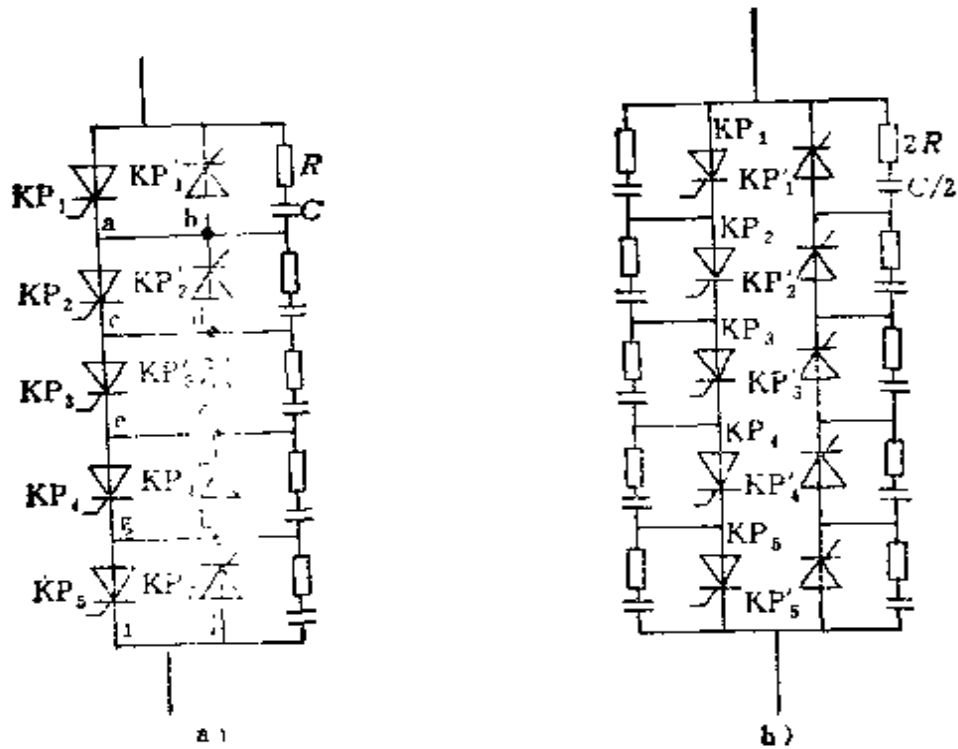 KP₁ KP'₁ R
a b C
KP₂ KP'₂
c
KP₃
e
KP₄
KP₅
a)
KP₁ 2R
KP'₁ C/2
KP₂
KP'₂
KP₃
KP'₃
KP₄
KP'₄
KP₅
KP'₅
b)